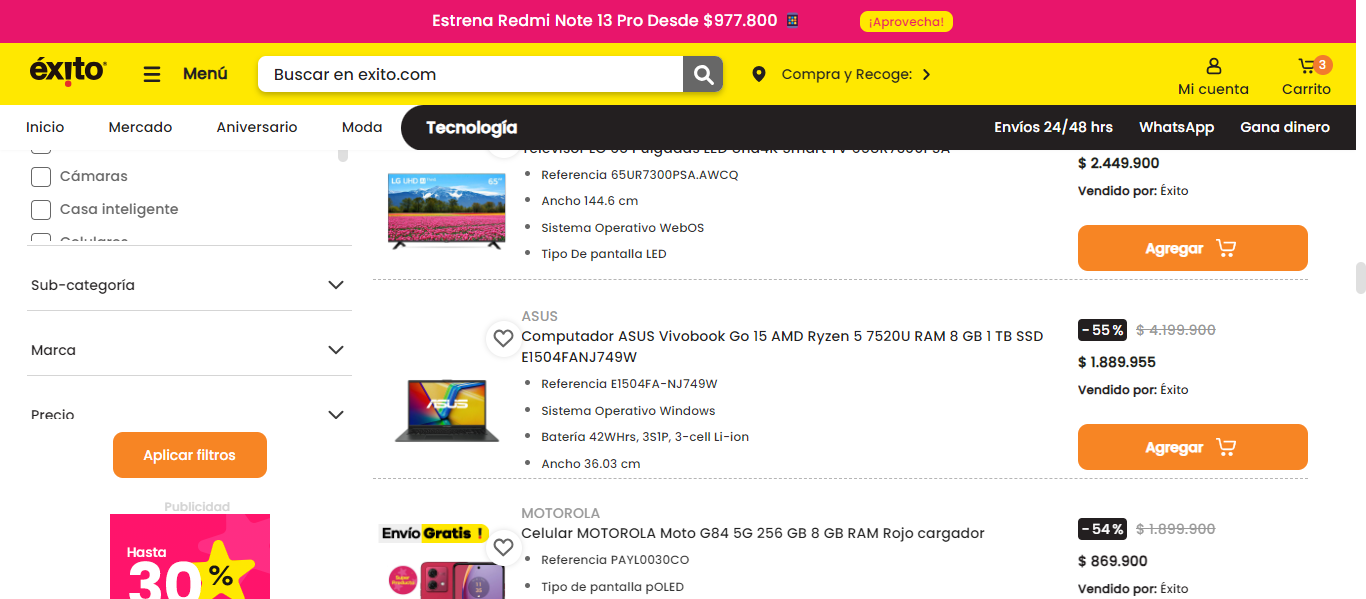 Estrena Redmi Note 13 Pro Desde $977.800
¡Aprovecha!
éxito
Menú
Buscar en exito.com
Compra y Recoge:
Mi cuenta
3
Carrito
Inicio
Mercado
Aniversario
Moda
Tecnología
Envíos 24/48 hrs
WhatsApp
Gana dinero
Cámaras
Casa inteligente
Celulares
Sub-categoría
Marca
Precio
Aplicar filtros
Publicidad
Hasta
30%
LG UHD
65"
Referencia 65UR7300PSA.AWCQ
Ancho 144.6 cm
Sistema Operativo WebOS
Tipo De pantalla LED
$ 2.449.900
Vendido por: Éxito
Agregar
ASUS
ASUS
Computador ASUS Vivobook Go 15 AMD Ryzen 5 7520U RAM 8 GB 1 TB SSD
E1504FANJ749W
Referencia E1504FA-NJ749W
Sistema Operativo Windows
Batería 42WHrs, 3S1P, 3-cell Li-ion
Ancho 36.03 cm
- 55 % $ 4.199.900
$ 1.889.955
Vendido por: Éxito
Agregar
Envío Gratis !
Super Producto
MOTOROLA
Celular MOTOROLA Moto G84 5G 256 GB 8 GB RAM Rojo cargador
Referencia PAYL0030CO
Tipo de pantalla pOLED
- 54 % $ 1.899.900
$ 869.900
Vendido por: Éxito